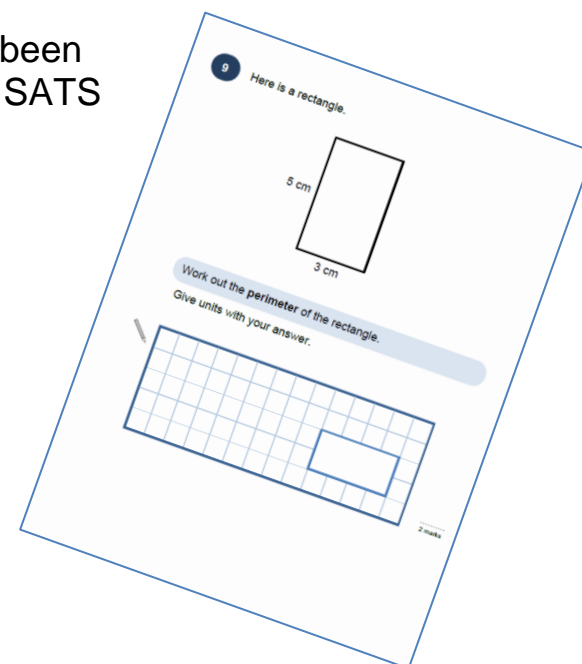 been
SATS
9
Here is a rectangle.
5 cm
3 cm
Work out the perimeter of the rectangle.
Give units with your answer.
2 marks